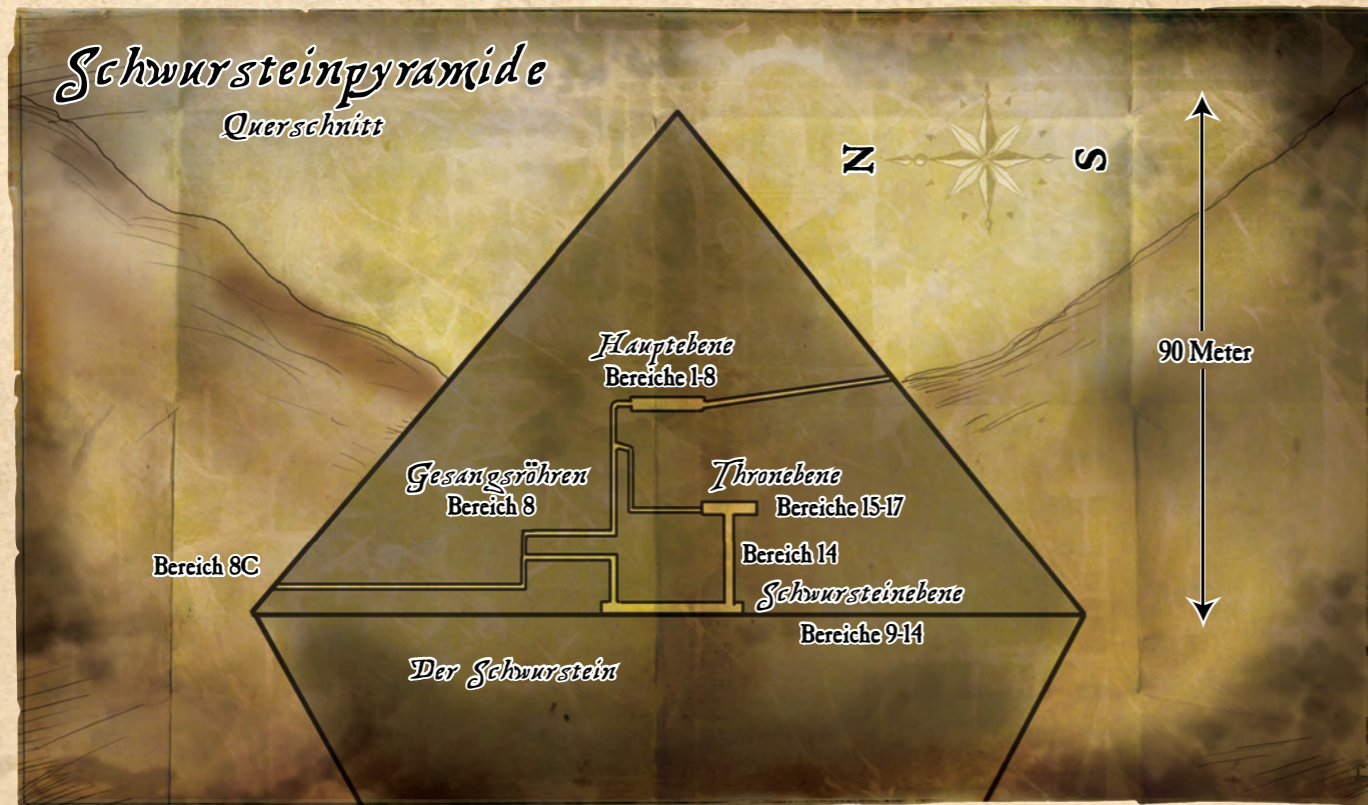 Schwursteinpyramide
Querschnitt
N
S
90 Meter
Hauptebene
Bereiche 1-8
Gesangsröhren
Bereich 8
Thronebene
Bereiche 15-17
Bereich 14
Bereich 8C
Schwursteinebene
Bereiche 9-14
Der Schwurstein